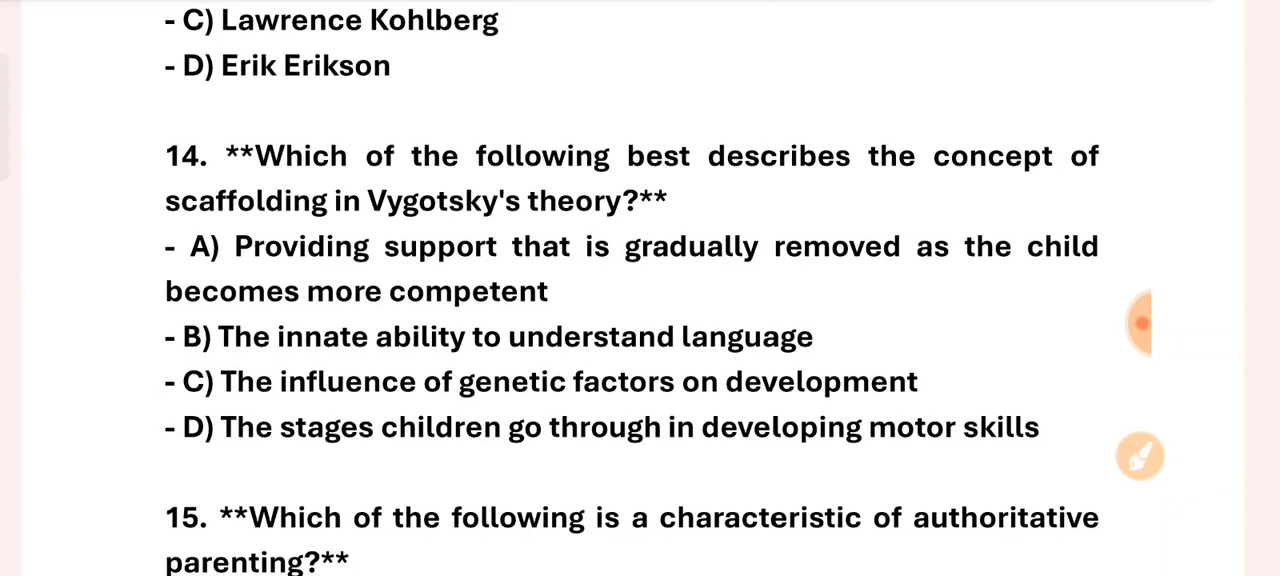 - C) Lawrence Kohlberg
- D) Erik Erikson
14. **Which of the following best describes the concept of
scaffolding in Vygotsky's theory?**
- A) Providing support that is gradually removed as the child
becomes more competent
- B) The innate ability to understand language
- C) The influence of genetic factors on development
- D) The stages children go through in developing motor skills
15. **Which of the following is a characteristic of authoritative
parenting?**